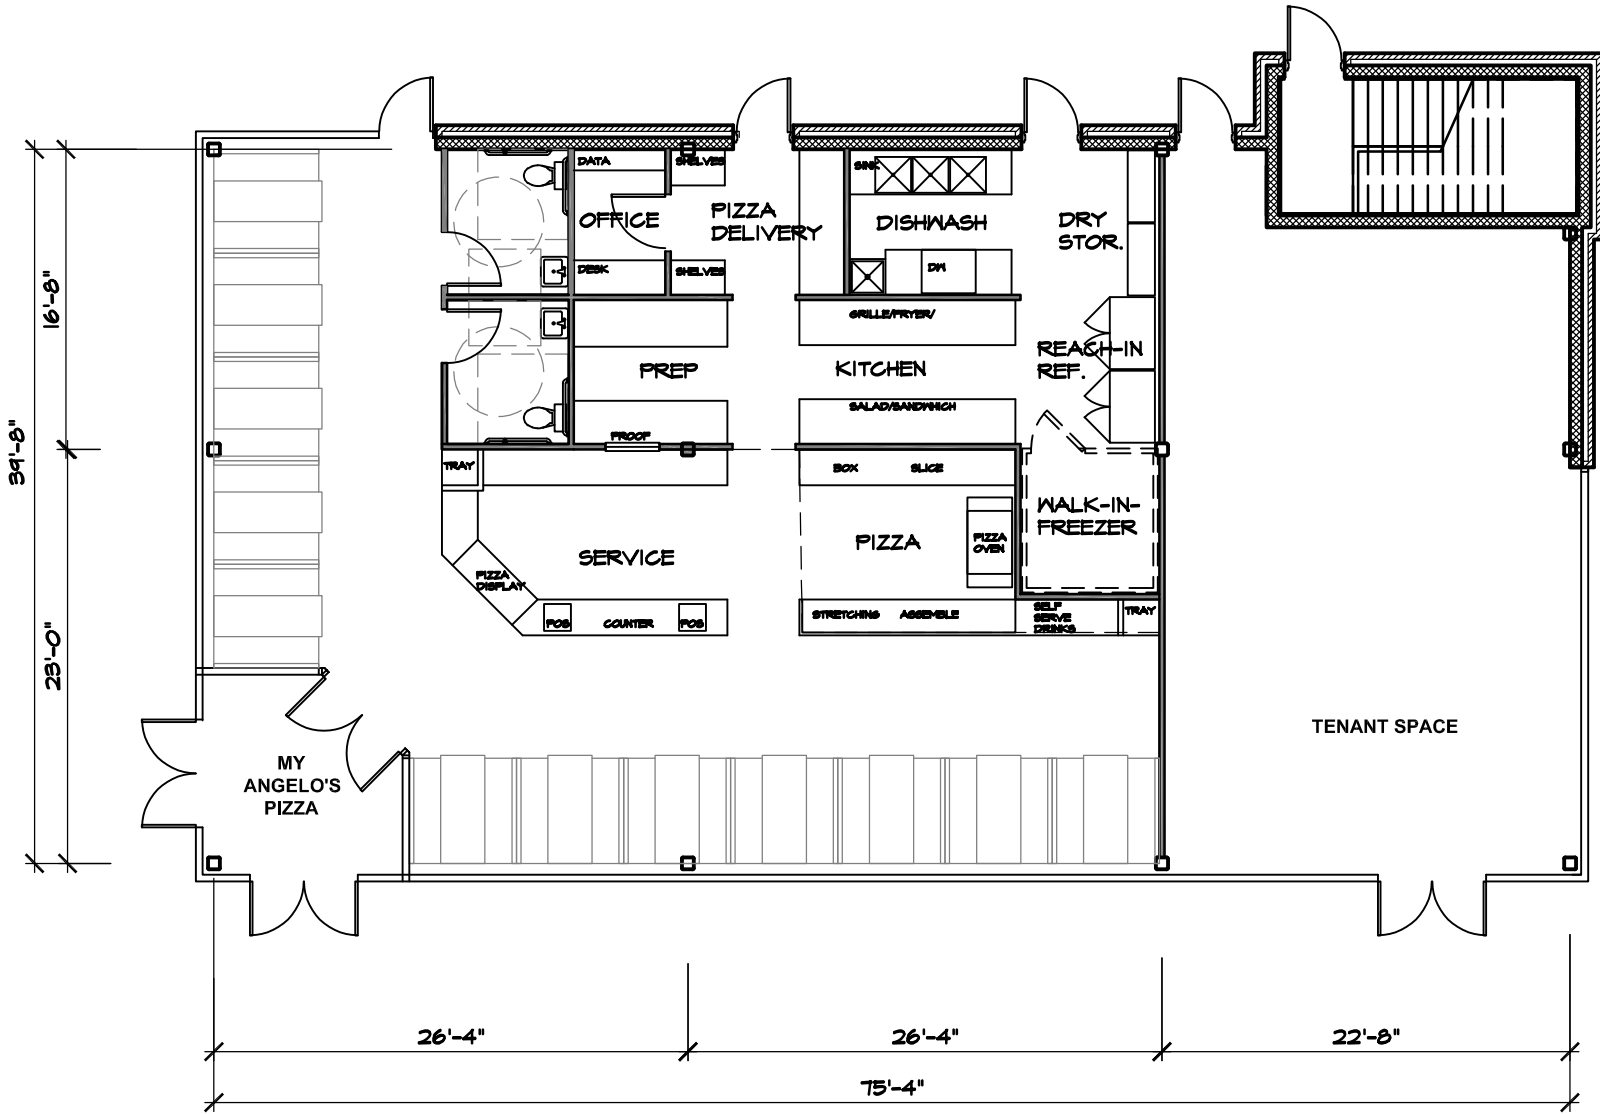 DATA
SHELVES
SINK
OFFICE
PIZZA
DELIVERY
DISHWASH
DRY
STOR.
DESK
SHELVES
DW
16'-8"
GRILLE/FRYER/
PREP
KITCHEN
REACH-IN
REF.
SALAD/SANDWHICH
39'-8"
PROOF
TRAY
BOX
SLICE
WALK-IN-
FREEZER
SERVICE
PIZZA
PIZZA
OVEN
PIZZA
DISPLAY
23'-0"
POS
COUNTER
POS
STRETCHING
ASSEMBLE
SELF
SERVE
DRINKS
TRAY
TENANT SPACE
MY
ANGELO'S
PIZZA
26'-4"
26'-4"
22'-8"
75'-4"